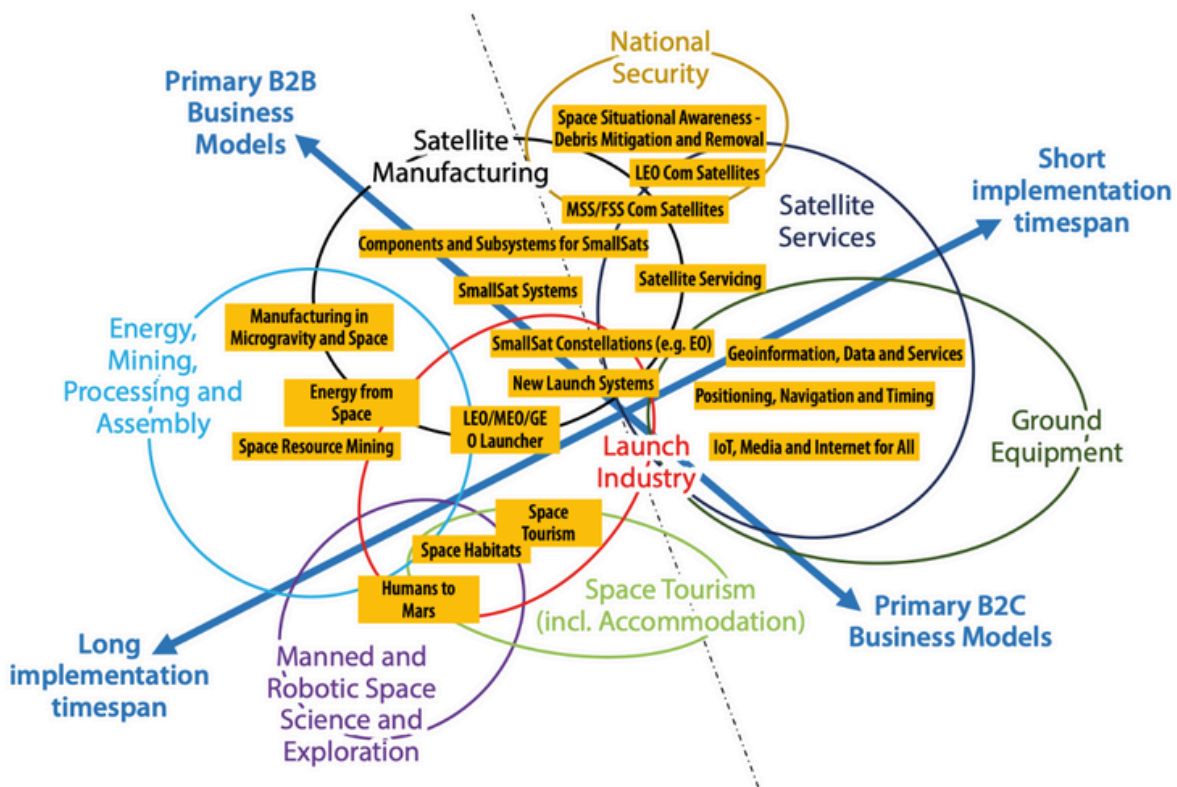 National
Security
Primary B2B
Business
Models
Space Situational Awareness -
Debris Mitigation and Removal
Satellite
Manufacturing
LEO Com Satellites
Short
implementation
timespan
MSS/FSS Com Satellites
Satellite
Services
Components and Subsystems for SmallSats
Satellite Servicing
SmallSat Systems
Manufacturing in
Microgravity and Space
Energy,
Mining,
Processing and
Assembly
SmallSat Constellations (e.g. EO)
Geoinformation, Data and Services
New Launch Systems
Positioning, Navigation and Timing
Energy from
Space
LEO/MEO/GE
O Launcher
Space Resource Mining
Launch
Industry
IoT, Media and Internet for All
Ground
Equipment
Space
Tourism
Space Habitats
Humans to
Mars
Space Tourism
(incl. Accommodation)
Primary B2C
Business Models
Long
implementation
timespan
Manned and
Robotic Space
Science and
Exploration